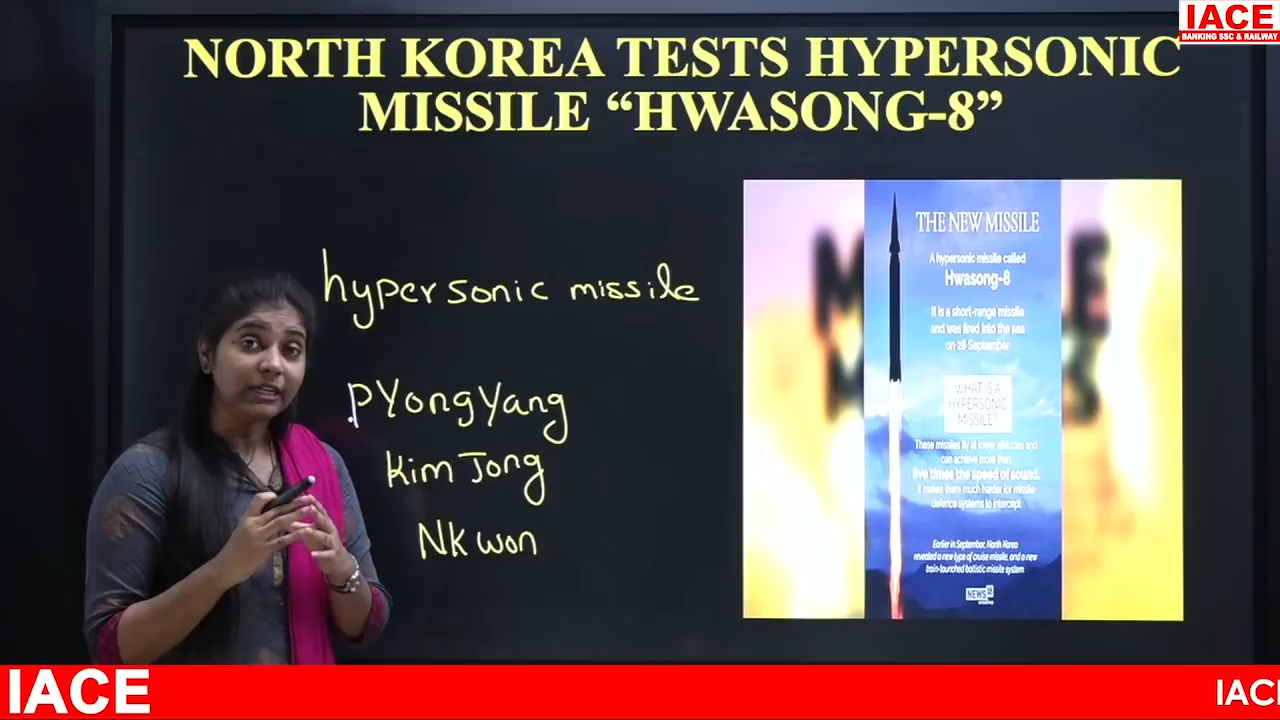 IACE
BANKING SSC & RAILWAY
NORTH KOREA TESTS HYPERSONIC
MISSILE “HWASONG-8”
hypersonic missile
PYongYang
Kim Jong
NK won
THE NEW MISSILE
A hypersonic missile called
Hwasong-8
It is a short-range missile
and was fired into the sea
on 28 September
WHAT IS A
HYPERSONIC
MISSILE?
These missiles fly at lower altitudes and
can achieve more than
five times the speed of sound.
It makes them much harder for missile
defence systems to intercept
Earlier in September, North Korea
revealed a new type of cruise missile, and a new
train-launched ballistic missile system
NEWS18
creative
IACE
IACE